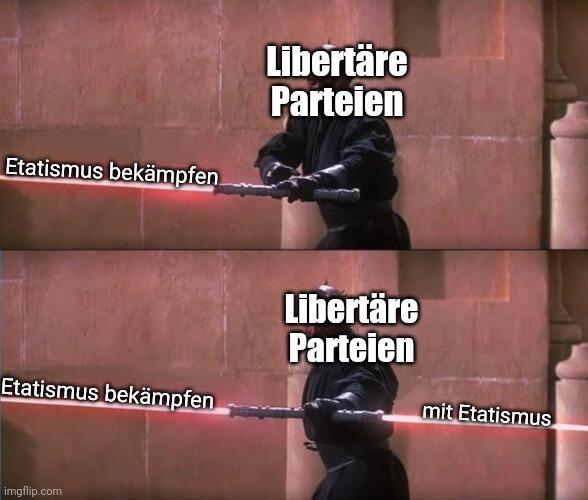 Libertäre
Parteien
Etatismus bekämpfen
Libertäre
Parteien
Etatismus bekämpfen
mit Etatismus
imgflip.com